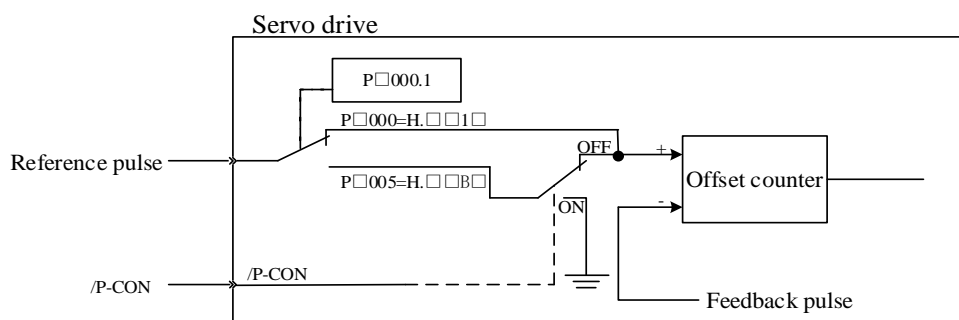 Servo drive
P□000.1
P□000=H.□□1□
Reference pulse
OFF
+
Offset counter
P□005=H.□□B□
ON
-
/P-CON
/P-CON
Feedback pulse